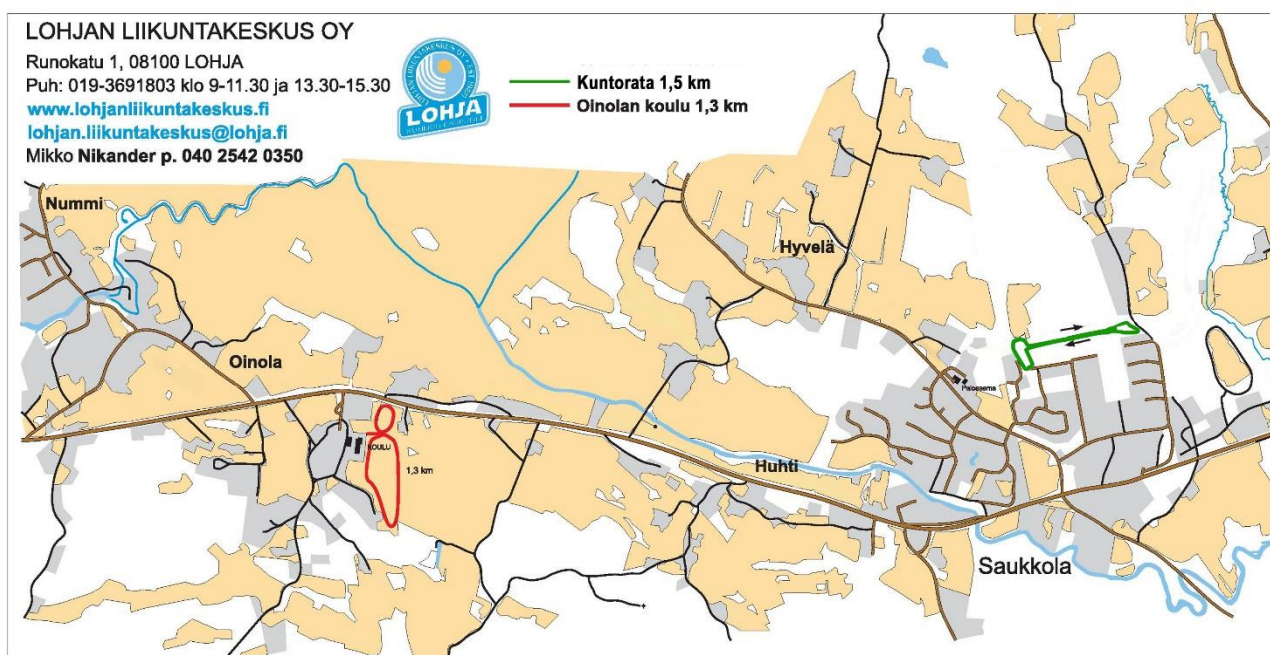 LOHJAN LIIKUNTAKESKUS OY
Runokatu 1, 08100 LOHJA
Puh: 019-3691803 klo 9-11.30 ja 13.30-15.30
www.lohjanliikuntakeskus.fi
lohjan.liikuntakeskus@lohja.fi
Mikko Nikander p. 040 2542 0350
LOHJA
Kuntorata 1,5 km
Oinolan koulu 1,3 km
Nummi
Hyvelä
Oinola
Palossema
KOULU
1,3 km
Huhti
Saukkola